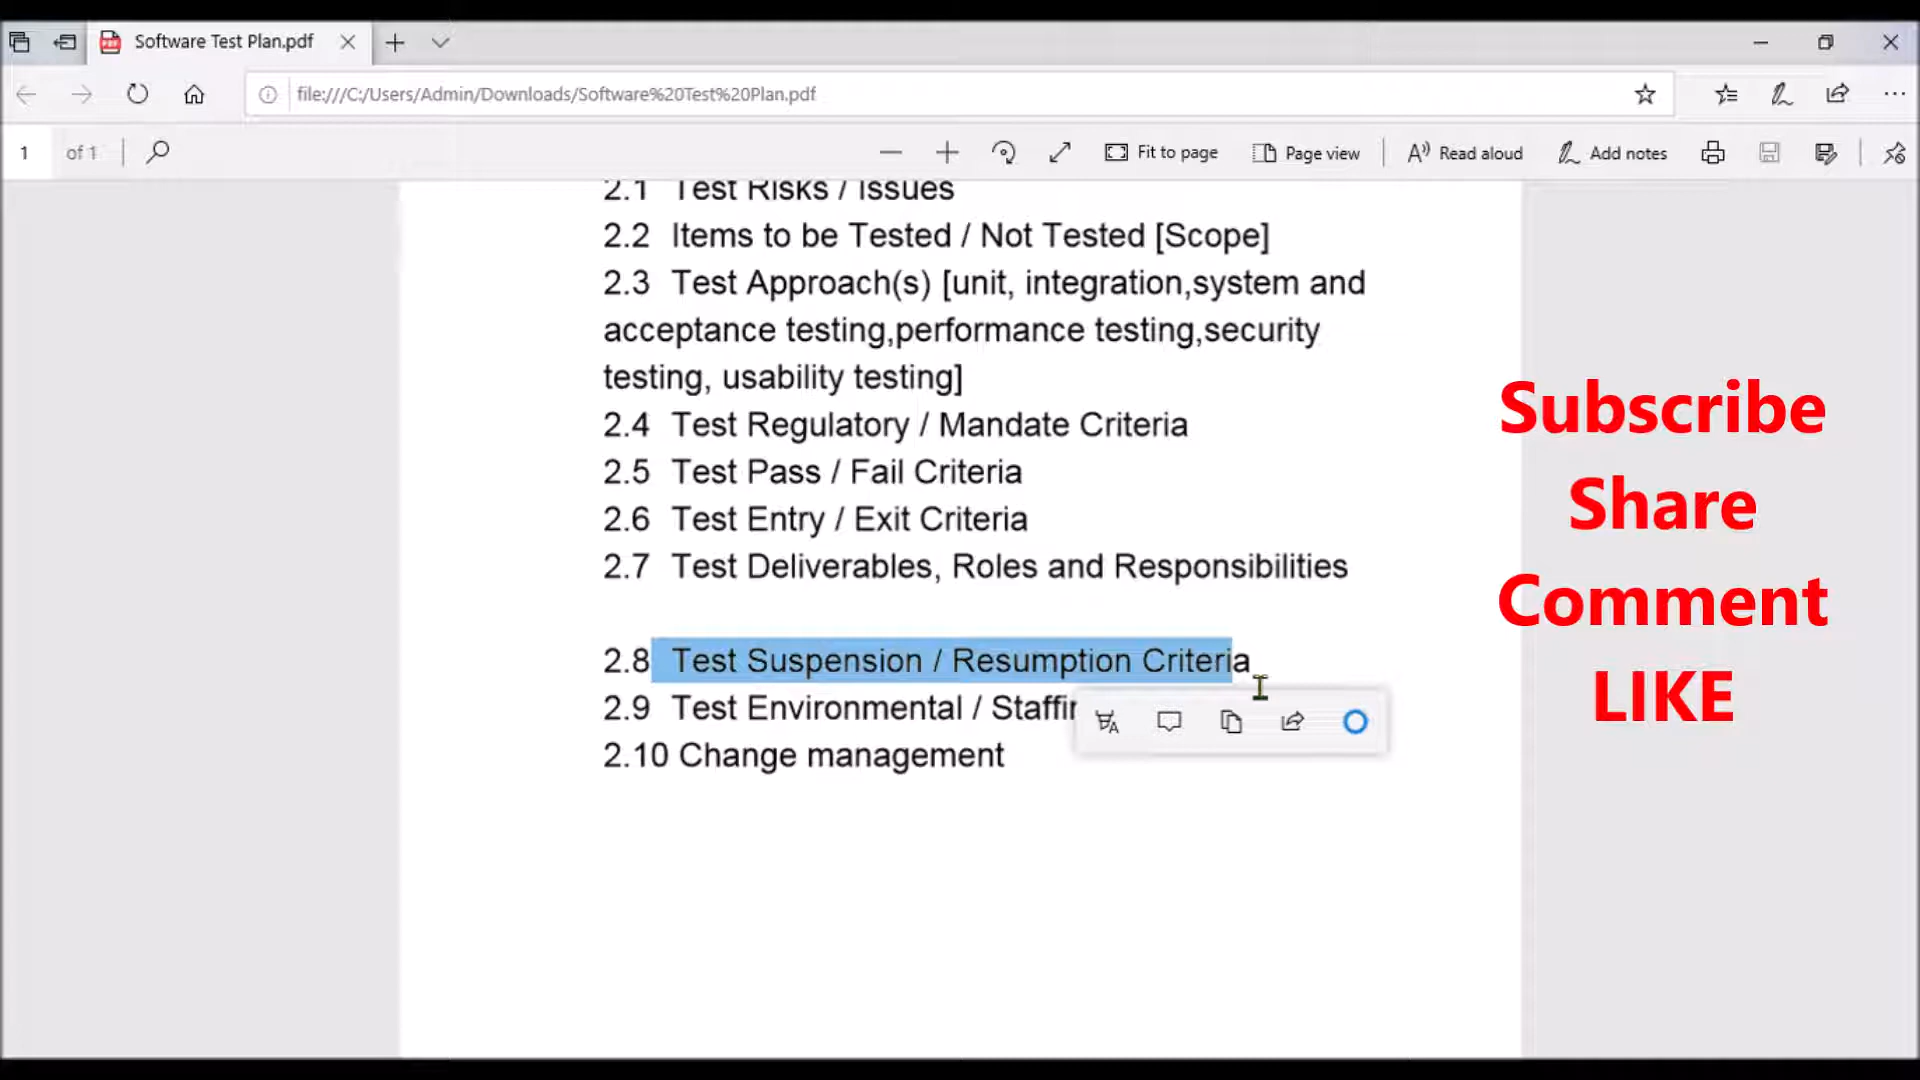 Software Test Plan.pdf
file:///C:/Users/Admin/Downloads/Software%20Test%20Plan.pdf
1 of 1
Fit to page
Page view
Read aloud
Add notes
2.1 Test Risks / Issues
2.2 Items to be Tested / Not Tested [Scope]
2.3 Test Approach(s) [unit, integration,system and
acceptance testing,performance testing,security
testing, usability testing]
2.4 Test Regulatory / Mandate Criteria
2.5 Test Pass / Fail Criteria
2.6 Test Entry / Exit Criteria
2.7 Test Deliverables, Roles and Responsibilities
2.8 Test Suspension / Resumption Criteria
2.9 Test Environmental /
2.10 Change management
Subscribe
Share
Comment
LIKE